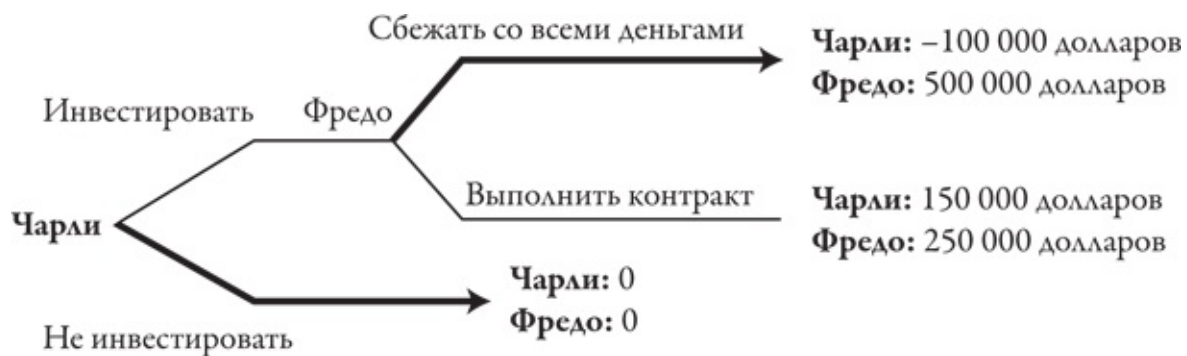 Сбежать со всеми деньгами
Чарли: –100 000 долларов
Фредо: 500 000 долларов
Инвестировать
Фредо
Выполнить контракт
Чарли: 150 000 долларов
Фредо: 250 000 долларов
Чарли
Чарли: 0
Фредо: 0
Не инвестировать